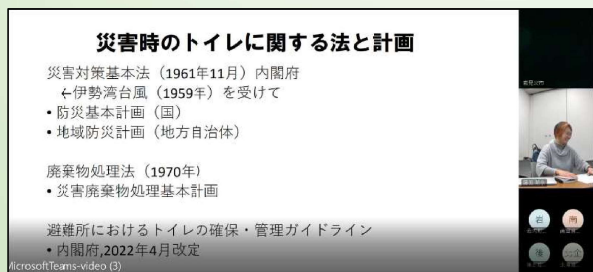 災害時のトイレに関する法と計画
災害対策基本法（1961年11月）内閣府
←伊勢湾台風（1959年）を受けて
• 防災基本計画（国）
• 地域防災計画（地方自治体）
廃棄物処理法（1970年）
• 災害廃棄物処理基本計画
避難所におけるトイレの確保・管理ガイドライン
• 内閣府,2022年4月改定
MicrosoftTeams-video (3)
岩
南
後